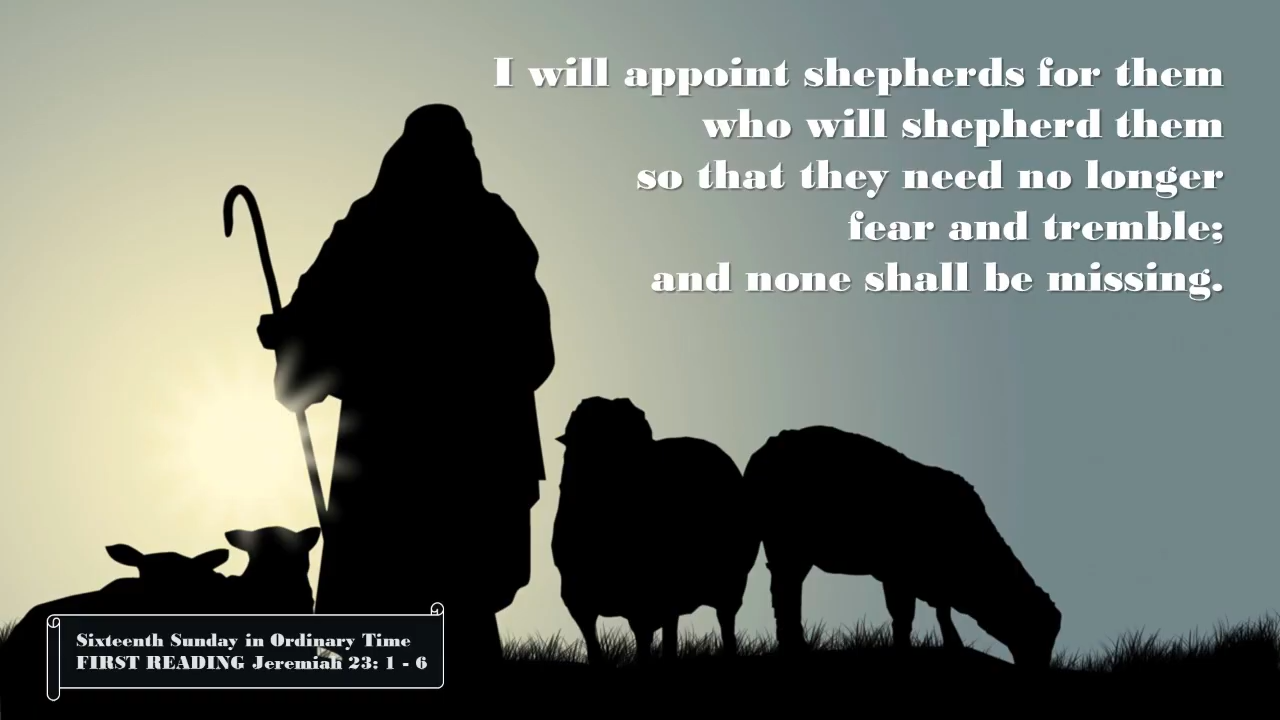 I will appoint shepherds for them
who will shepherd them
so that they need no longer
fear and tremble;
and none shall be missing.
Sixteenth Sunday in Ordinary Time
FIRST READING Jeremiah 23: 1 - 6